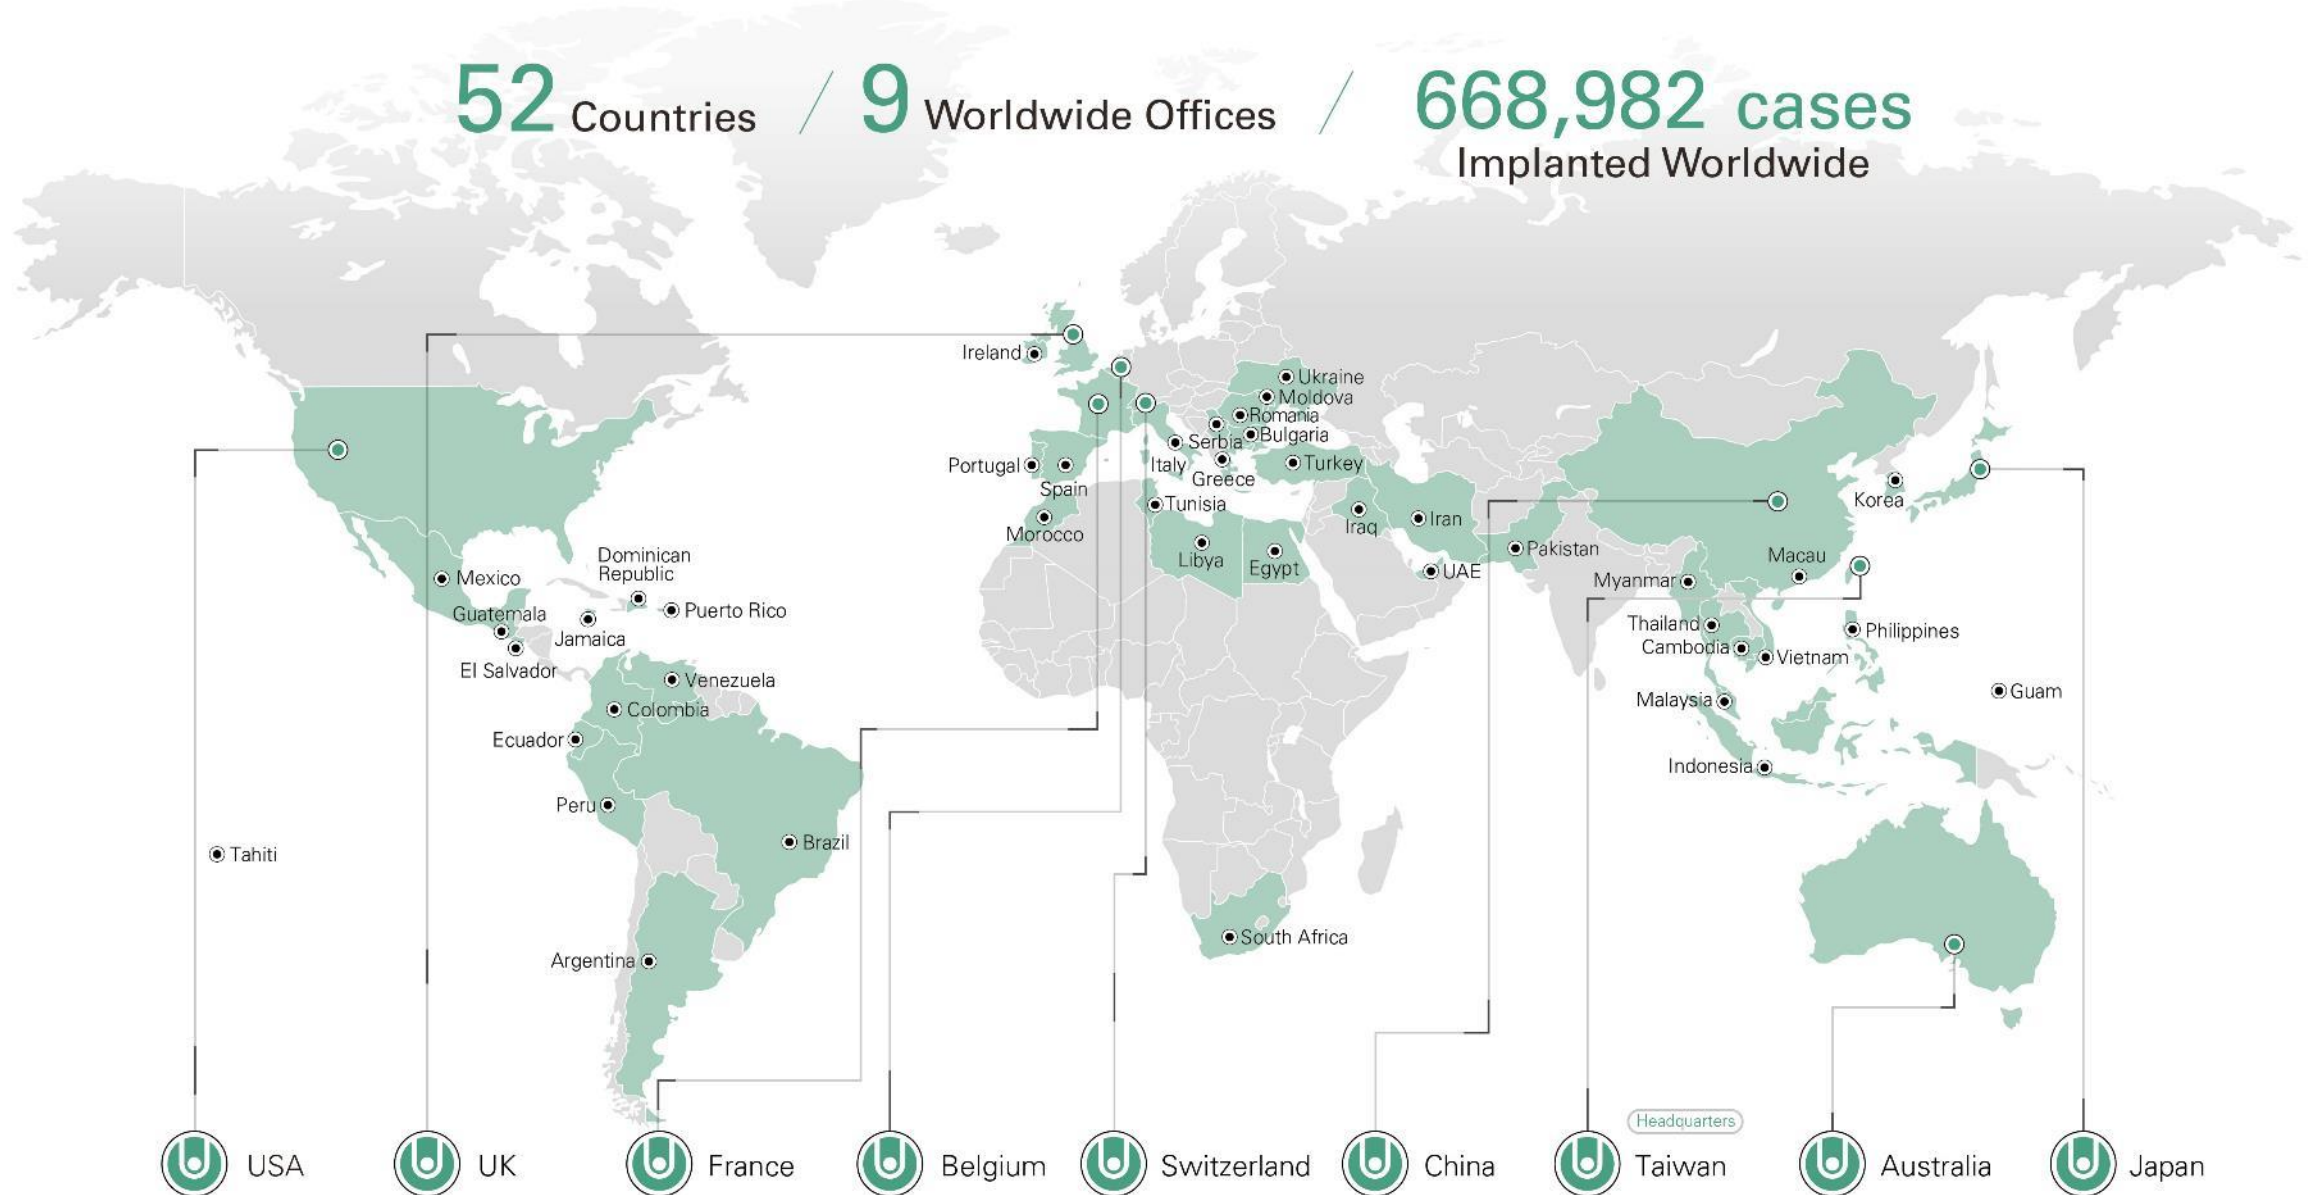 52 Countries / 9 Worldwide Offices / 668,982 cases
Implanted Worldwide
Ireland
Ukraine
Moldova
Romania
Serbia
Bulgaria
Portugal
Spain
Italy
Greece
Turkey
Tunisia
Morocco
Libya
Egypt
Iraq
Iran
UAE
Pakistan
Korea
Macau
Myanmar
Thailand
Cambodia
Vietnam
Philippines
Malaysia
Guam
Indonesia
Mexico
Dominican
Republic
Guatemala
Puerto Rico
Jamaica
El Salvador
Venezuela
Colombia
Ecuador
Peru
Brazil
Tahiti
Argentina
South Africa
Headquarters
USA
UK
France
Belgium
Switzerland
China
Taiwan
Australia
Japan